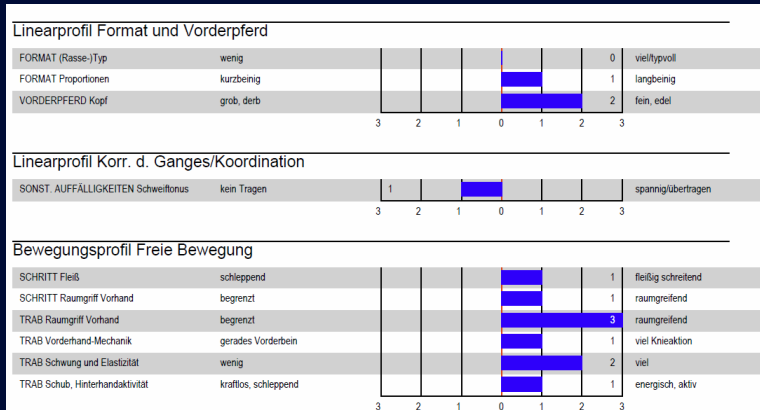 Linearprofil Format und Vorderpferd
FORMAT (Rasse-)Typ wenig 0 viel/typvoll
FORMAT Proportionen kurzbeinig 1 langbeinig
VORDERPFERD Kopf grob, derb 2 fein, edel
3 2 1 0 1 2 3
Linearprofil Korr. d. Ganges/Koordination
SONST. AUFFÄLLIGKEITEN Schweiftonus kein Tragen 1 spannig/übertragen
3 2 1 0 1 2 3
Bewegungsprofil Freie Bewegung
SCHRITT Fleiß schleppend 1 fleißig schreitend
SCHRITT Raumgriff Vorhand begrenzt 1 raumgreifend
TRAB Raumgriff Vorhand begrenzt 3 raumgreifend
TRAB Vorderhand-Mechanik gerades Vorderbein 1 viel Knieaktion
TRAB Schwung und Elastizität wenig 2 viel
TRAB Schub, Hinterhandaktivität kraftlos, schleppend 1 energisch, aktiv
3 2 1 0 1 2 3